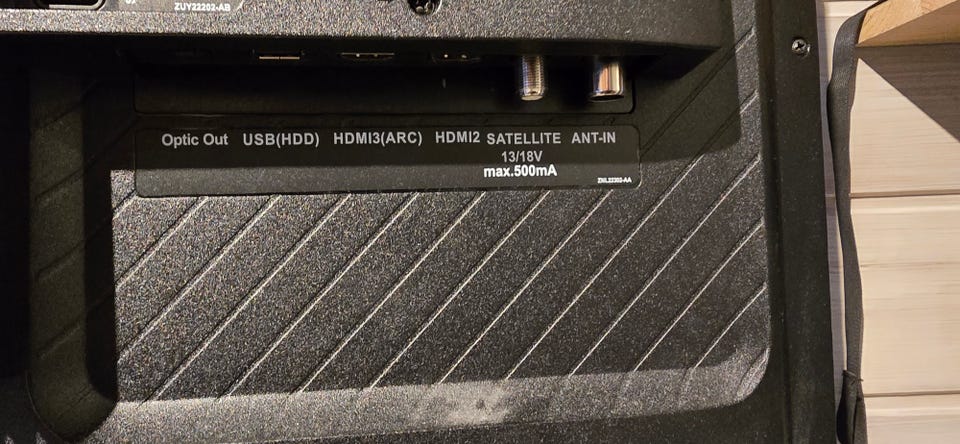 ZUY22202-AB
Optic Out USB(HDD) HDMI3(ARC) HDMI2 SATELLITE ANT-IN
13/18V
max.500mA